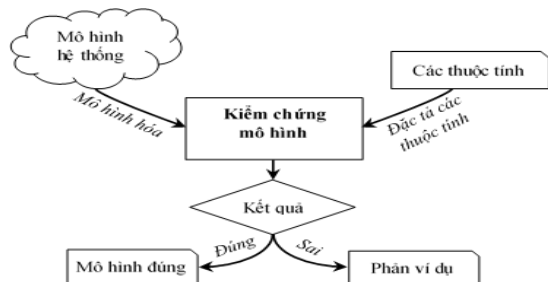 Mô hình
hệ thống
Các thuộc tính
Mô hình hóa
Kiểm chứng
mô hình
Đặc tả các
thuộc tính
Kết quả
Đúng
Sai
Mô hình đúng
Phản ví dụ